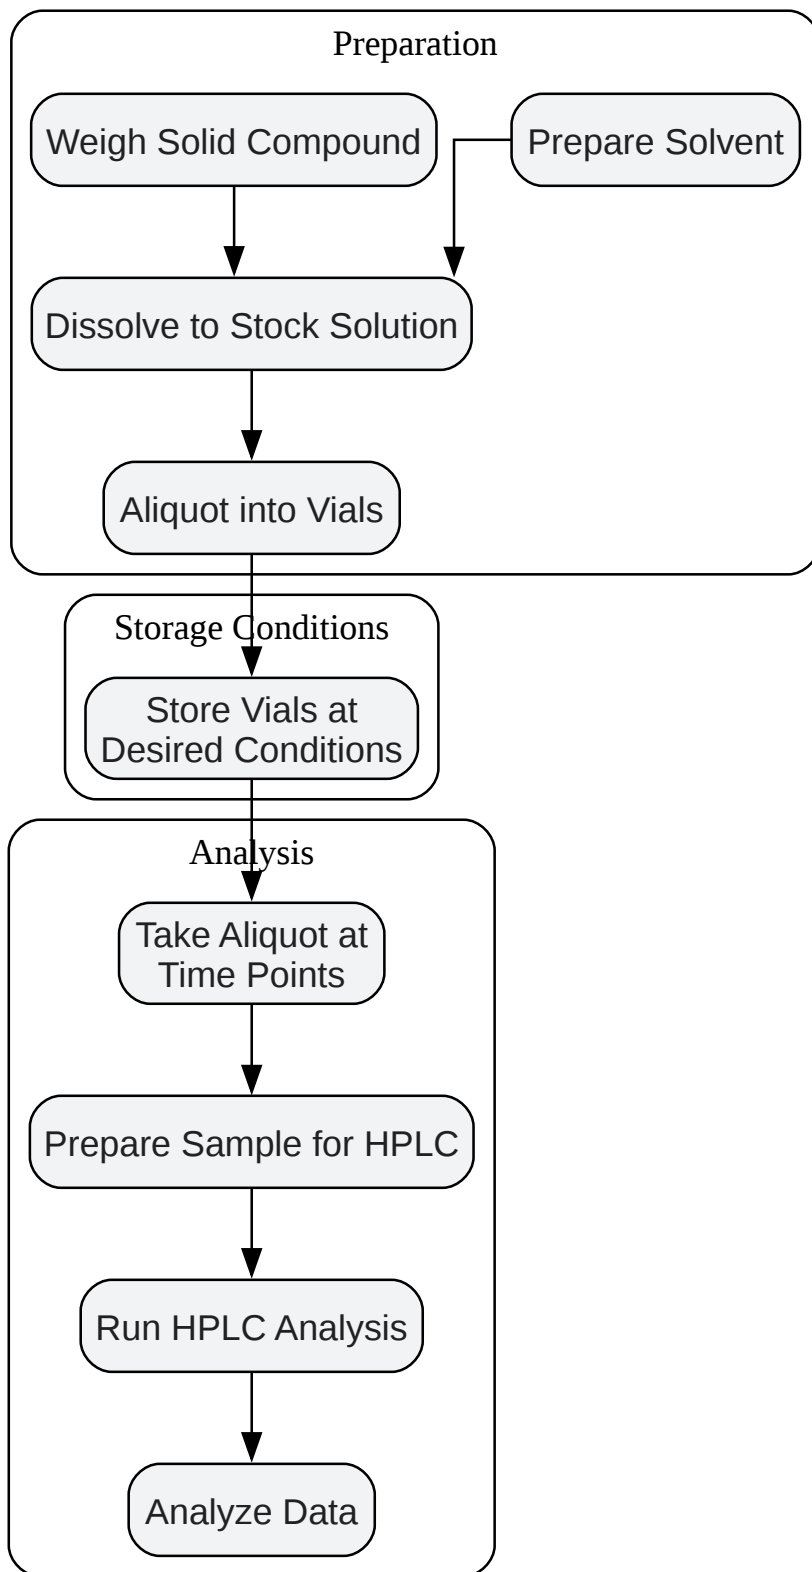 Preparation
Weigh Solid Compound
Prepare Solvent
Dissolve to Stock Solution
Aliquot into Vials
Storage Conditions
Store Vials at
Desired Conditions
Analysis
Take Aliquot at
Time Points
Prepare Sample for HPLC
Run HPLC Analysis
Analyze Data